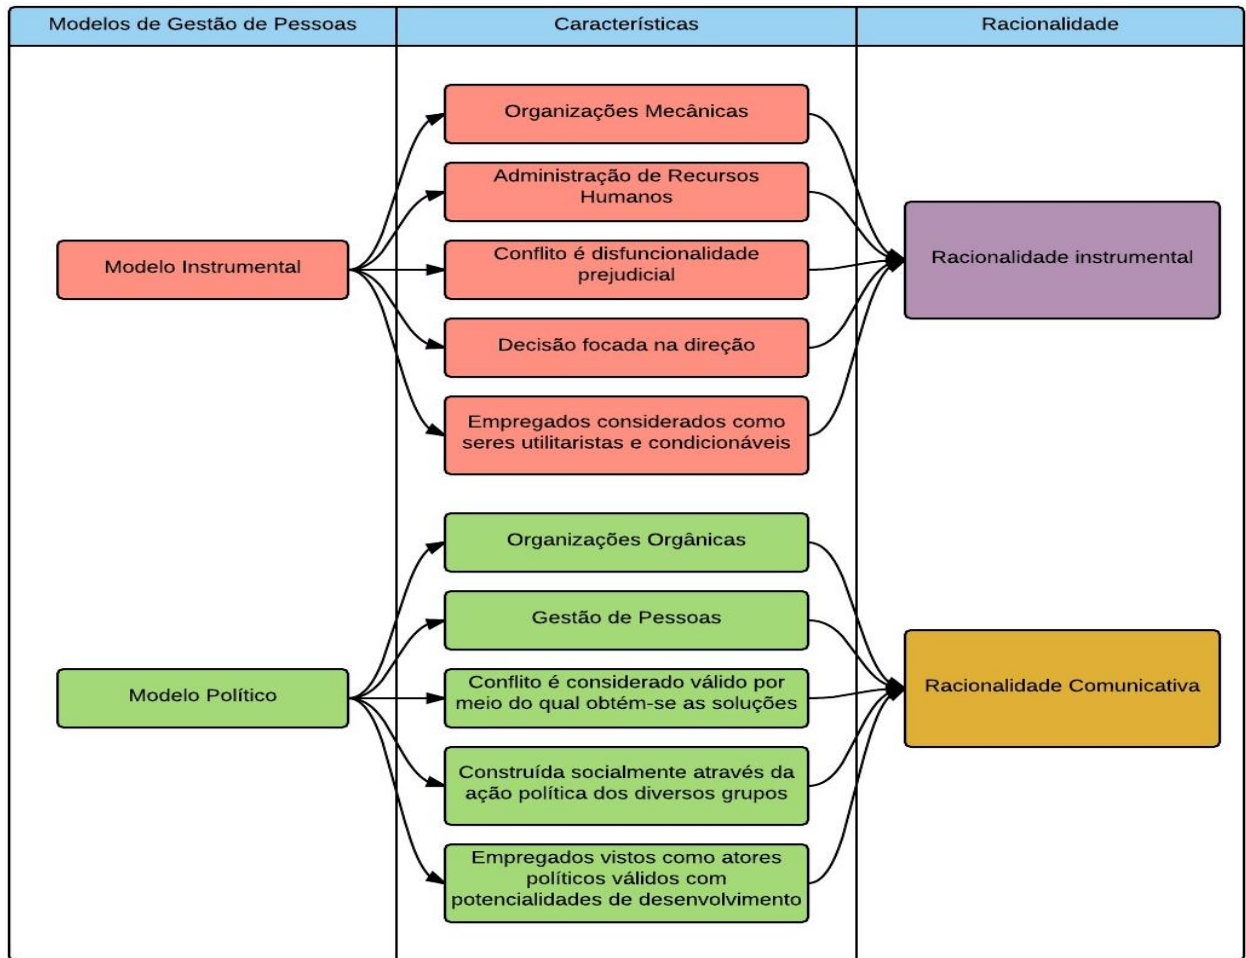 Modelos de Gestão de Pessoas
Características
Racionalidade
Organizações Mecânicas
Administração de Recursos
Humanos
Modelo Instrumental
Conflito é disfuncionalidade
prejudicial
Racionalidade instrumental
Decisão focada na direção
Empregados considerados como
seres utilitaristas e condicionáveis
Organizações Orgânicas
Gestão de Pessoas
Modelo Político
Conflito é considerado válido por
meio do qual obtém-se as soluções
Racionalidade Comunicativa
Construída socialmente através da
ação política dos diversos grupos
Empregados vistos como atores
políticos válidos com
potencialidades de desenvolvimento